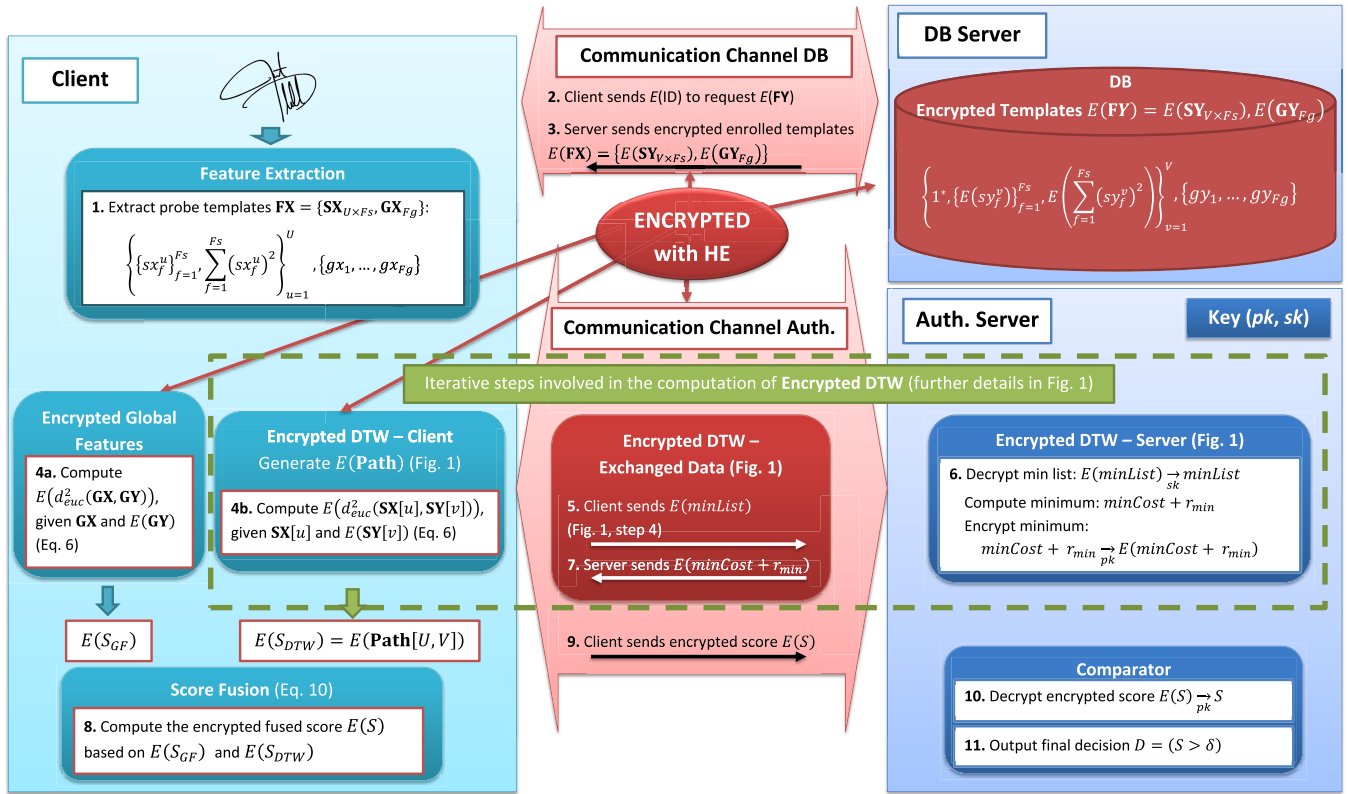 Client
Feature Extraction
1. Extract probe templates FX = {SX_{U×Fs}, GX_{Fg}}:
{{sx_f^u}_{f=1}^{Fs}, ∑_{f=1}^{Fs}(sx_f^u)^2}_{u=1}^{U}, {gx_1, …, gx_{Fg}}
Communication Channel DB
2. Client sends E(ID) to request E(FY)
3. Server sends encrypted enrolled templates
E(FX) = {E(SY_{V×Fs}), E(GY_{Fg})}
ENCRYPTED
with HE
DB Server
DB
Encrypted Templates E(FY) = E(SY_{V×Fs}), E(GY_{Fg})
{1*, {E(sy_f^v)}_{f=1}^{Fs}, E(∑_{f=1}^{Fs}(sy_f^v)^2)}_{v=1}^{V}, {gy_1, …, gy_{Fg}}
Communication Channel Auth.
Auth. Server
Key (pk, sk)
Iterative steps involved in the computation of Encrypted DTW (further details in Fig. 1)
Encrypted Global
Features
4a. Compute
E(d_{euc}^2(GX, GY)),
given GX and E(GY)
(Eq. 6)
Encrypted DTW – Client
Generate E(Path) (Fig. 1)
4b. Compute E(d_{euc}^2(SX[u], SY[v])),
given SX[u] and E(SY[v]) (Eq. 6)
Encrypted DTW –
Exchanged Data (Fig. 1)
5. Client sends E(minList)
(Fig. 1, step 4)
7. Server sends E(minCost + r_{min})
Encrypted DTW – Server (Fig. 1)
6. Decrypt min list: E(minList) →_{sk} minList
Compute minimum: minCost + r_{min}
Encrypt minimum:
minCost + r_{min} →_{pk} E(minCost + r_{min})
E(S_{GF})
E(S_{DTW}) = E(Path[U, V])
9. Client sends encrypted score E(S)
Score Fusion (Eq. 10)
8. Compute the encrypted fused score E(S)
based on E(S_{GF}) and E(S_{DTW})
Comparator
10. Decrypt encrypted score E(S) →_{pk} S
11. Output final decision D = (S > δ)